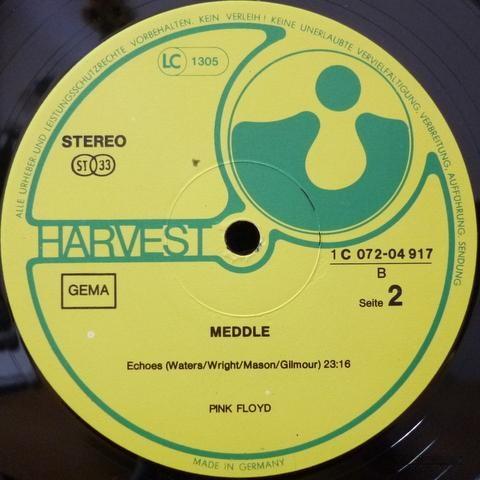 ALLE URHEBER-UND LEISTUNGSSCHUTZRECHTE VORBEHALTEN. KEIN VERLEIH! KEINE UNERLAUBTE VERVIELFÄLTIGUNG, VERBREITUNG, AUFFÜHRUNG, SENDUNG
LC 1305
STEREO
ST 33
HARVEST
1 C 072-04 917
B
GEMA
Seite 2
MEDDLE
Echoes (Waters/Wright/Mason/Gilmour) 23:16
PINK FLOYD
MADE IN GERMANY